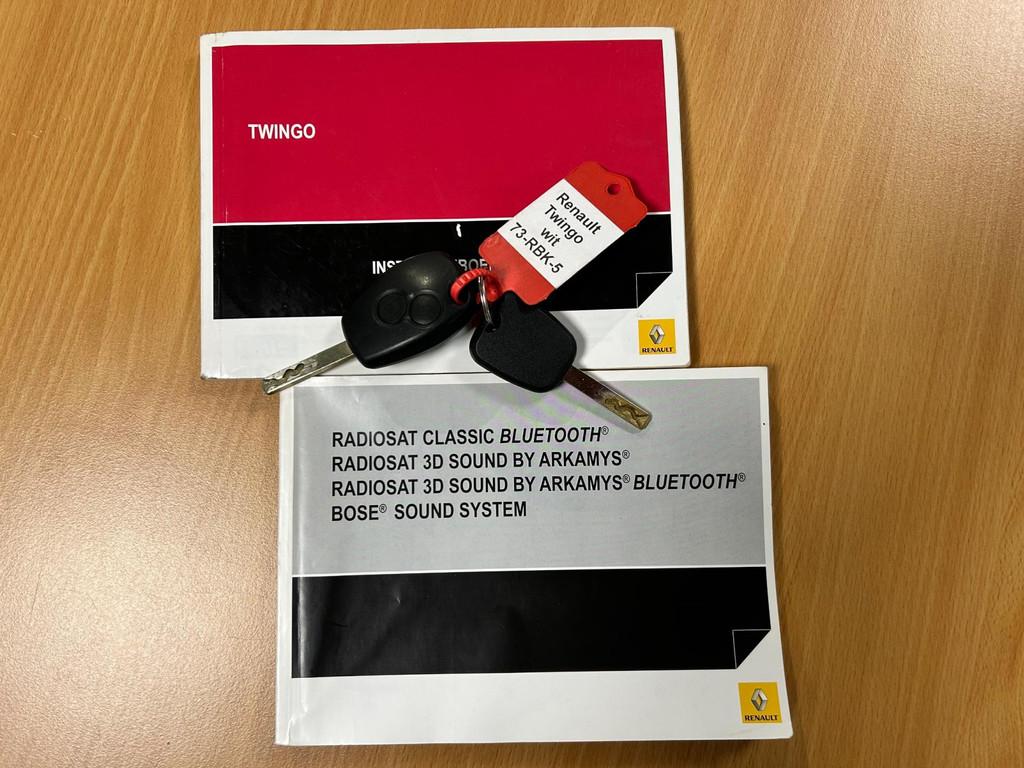 TWINGO
Renault
Twingo
wit
73-RBK-5
RENAULT
RADIOSAT CLASSIC BLUETOOTH®
RADIOSAT 3D SOUND BY ARKAMYS®
RADIOSAT 3D SOUND BY ARKAMYS® BLUETOOTH®
BOSE® SOUND SYSTEM
RENAULT